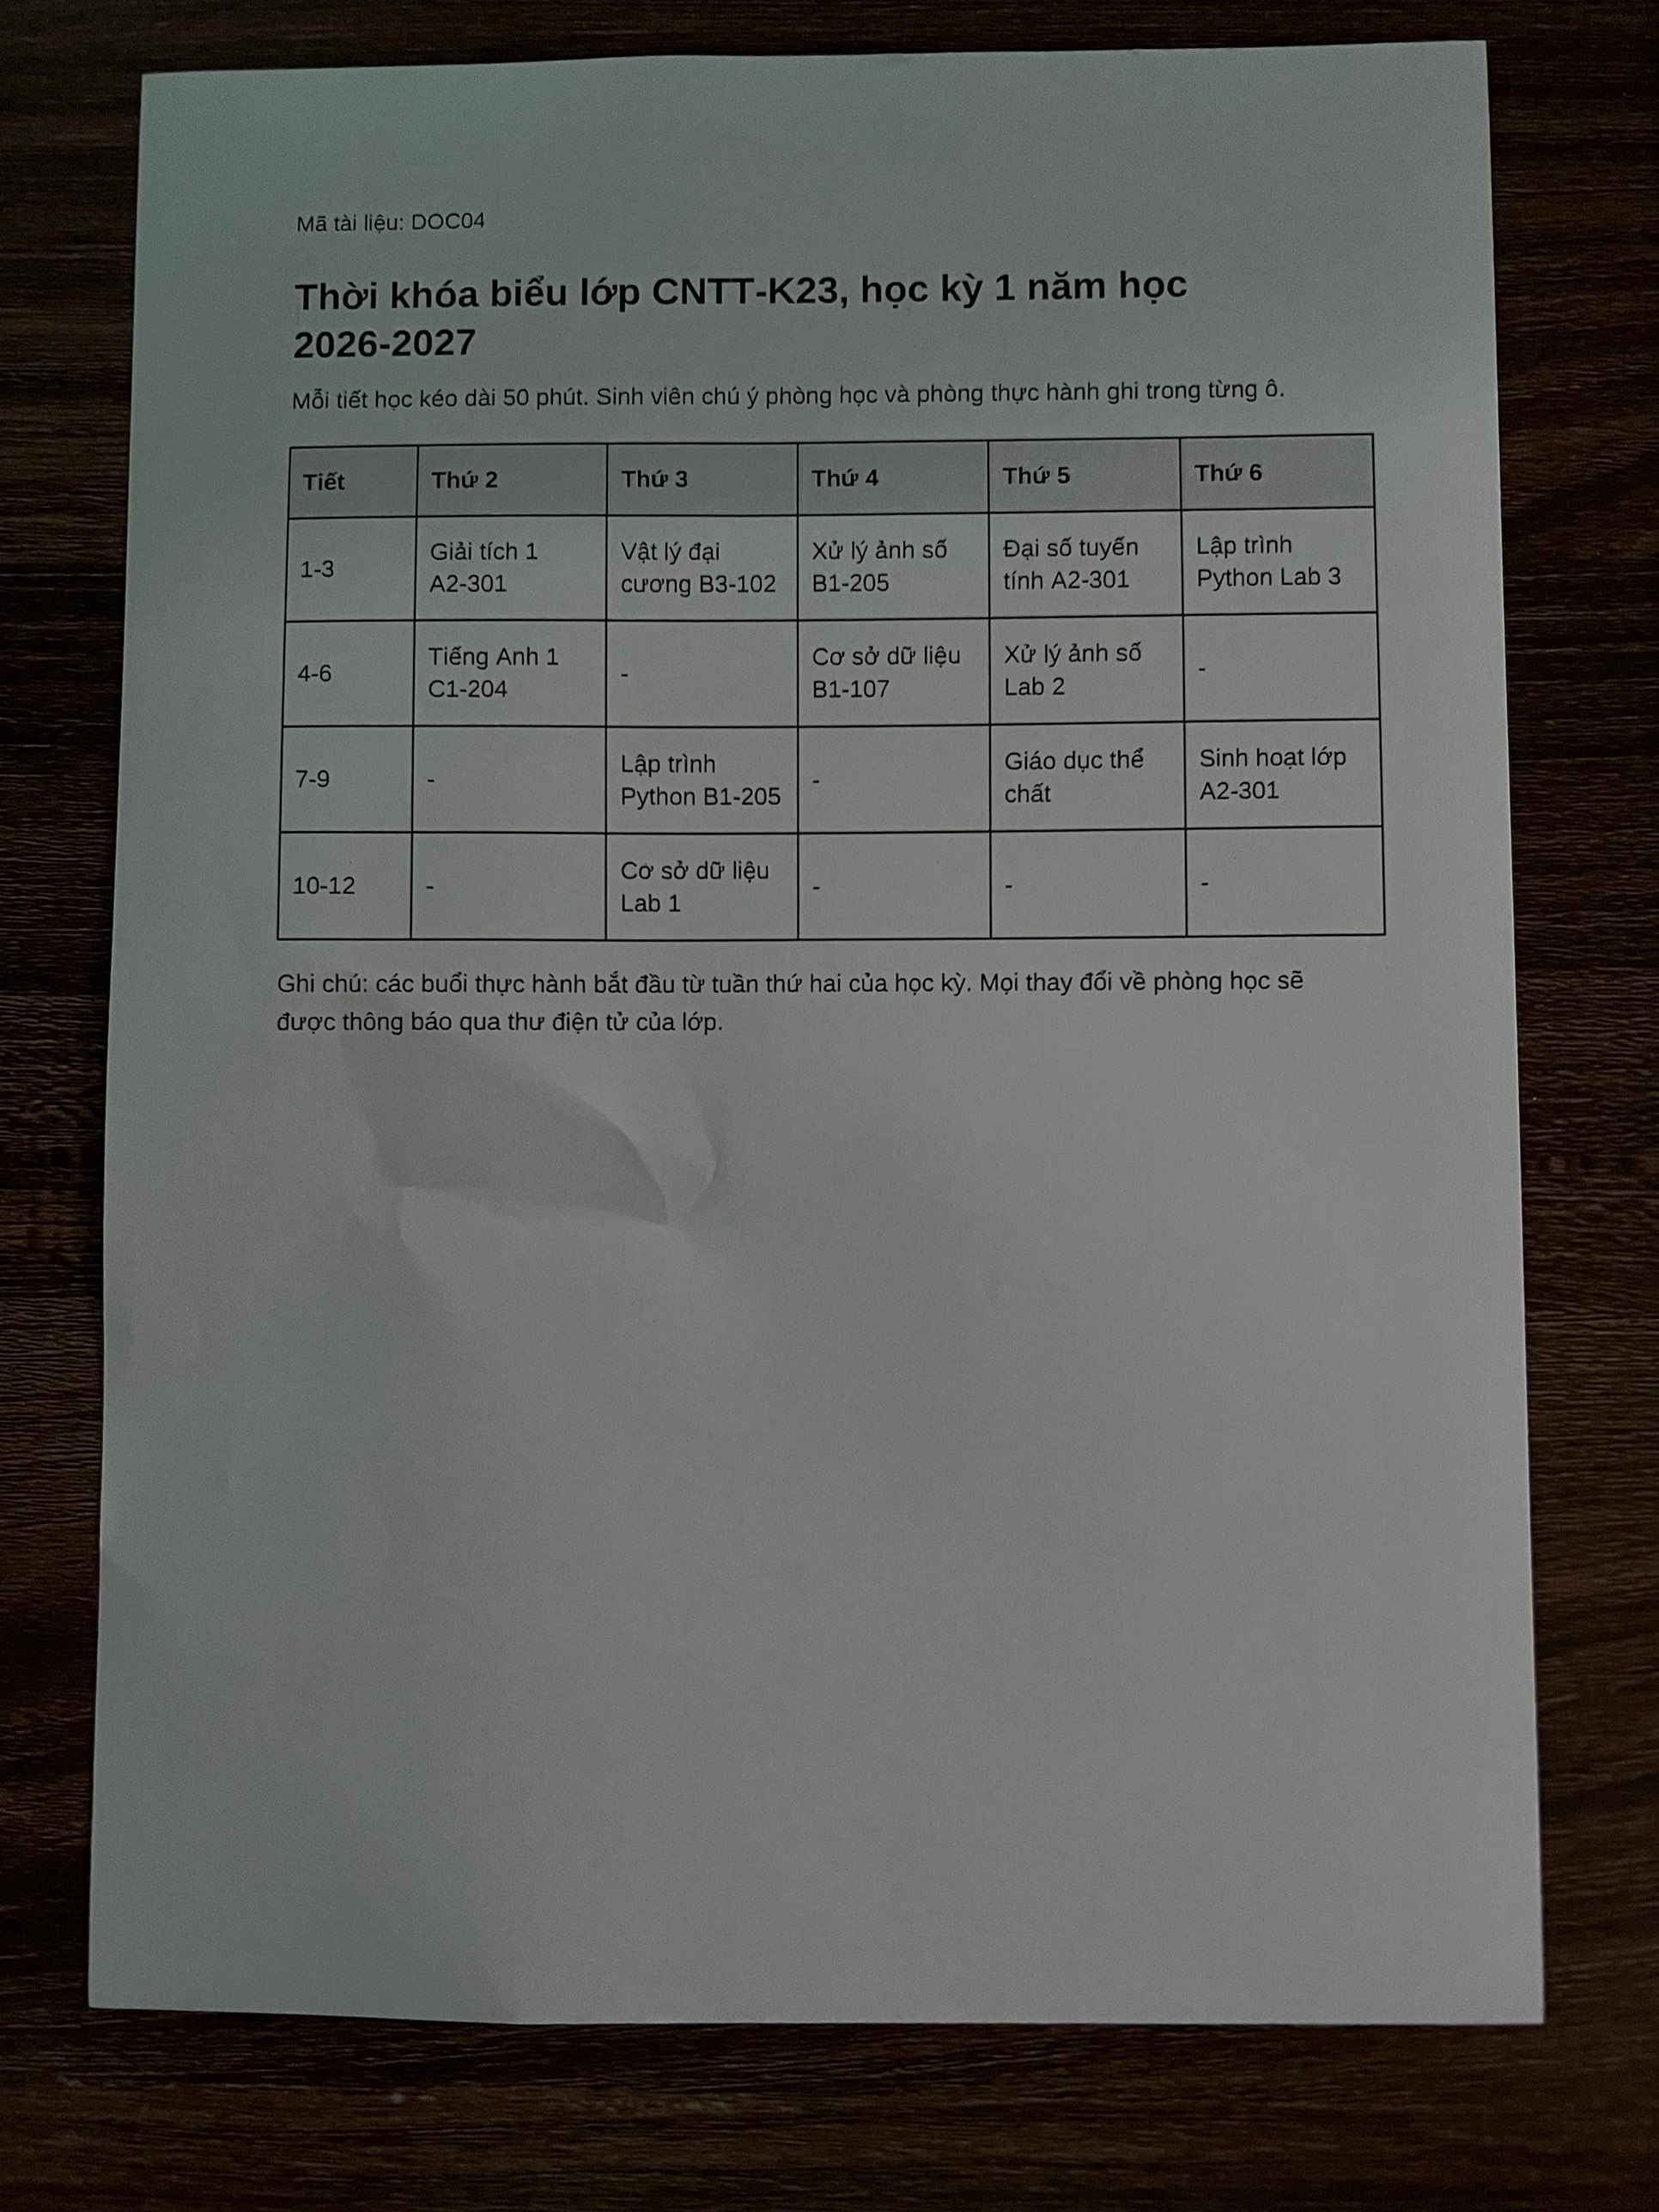 Mã tài liệu: DOC04
Thời khóa biểu lớp CNTT-K23, học kỳ 1 năm học
2026-2027
Mỗi tiết học kéo dài 50 phút. Sinh viên chú ý phòng học và phòng thực hành ghi trong từng ô.
Tiết Thứ 2 Thứ 3 Thứ 4 Thứ 5 Thứ 6
1-3 Giải tích 1 Vật lý đại Xử lý ảnh số Đại số tuyến Lập trình
A2-301 cương B3-102 B1-205 tính A2-301 Python Lab 3
4-6 Tiếng Anh 1 - Cơ sở dữ liệu Xử lý ảnh số -
C1-204 B1-107 Lab 2
7-9 - Lập trình - Giáo dục thể Sinh hoạt lớp
Python B1-205 chất A2-301
10-12 - Cơ sở dữ liệu - - -
Lab 1
Ghi chú: các buổi thực hành bắt đầu từ tuần thứ hai của học kỳ. Mọi thay đổi về phòng học sẽ
được thông báo qua thư điện tử của lớp.